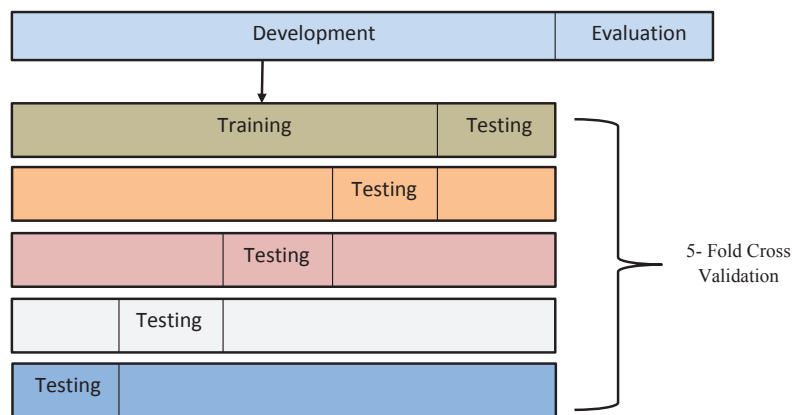 Development Evaluation
Training Testing
Testing
Testing
Testing
Testing
5- Fold Cross
Validation